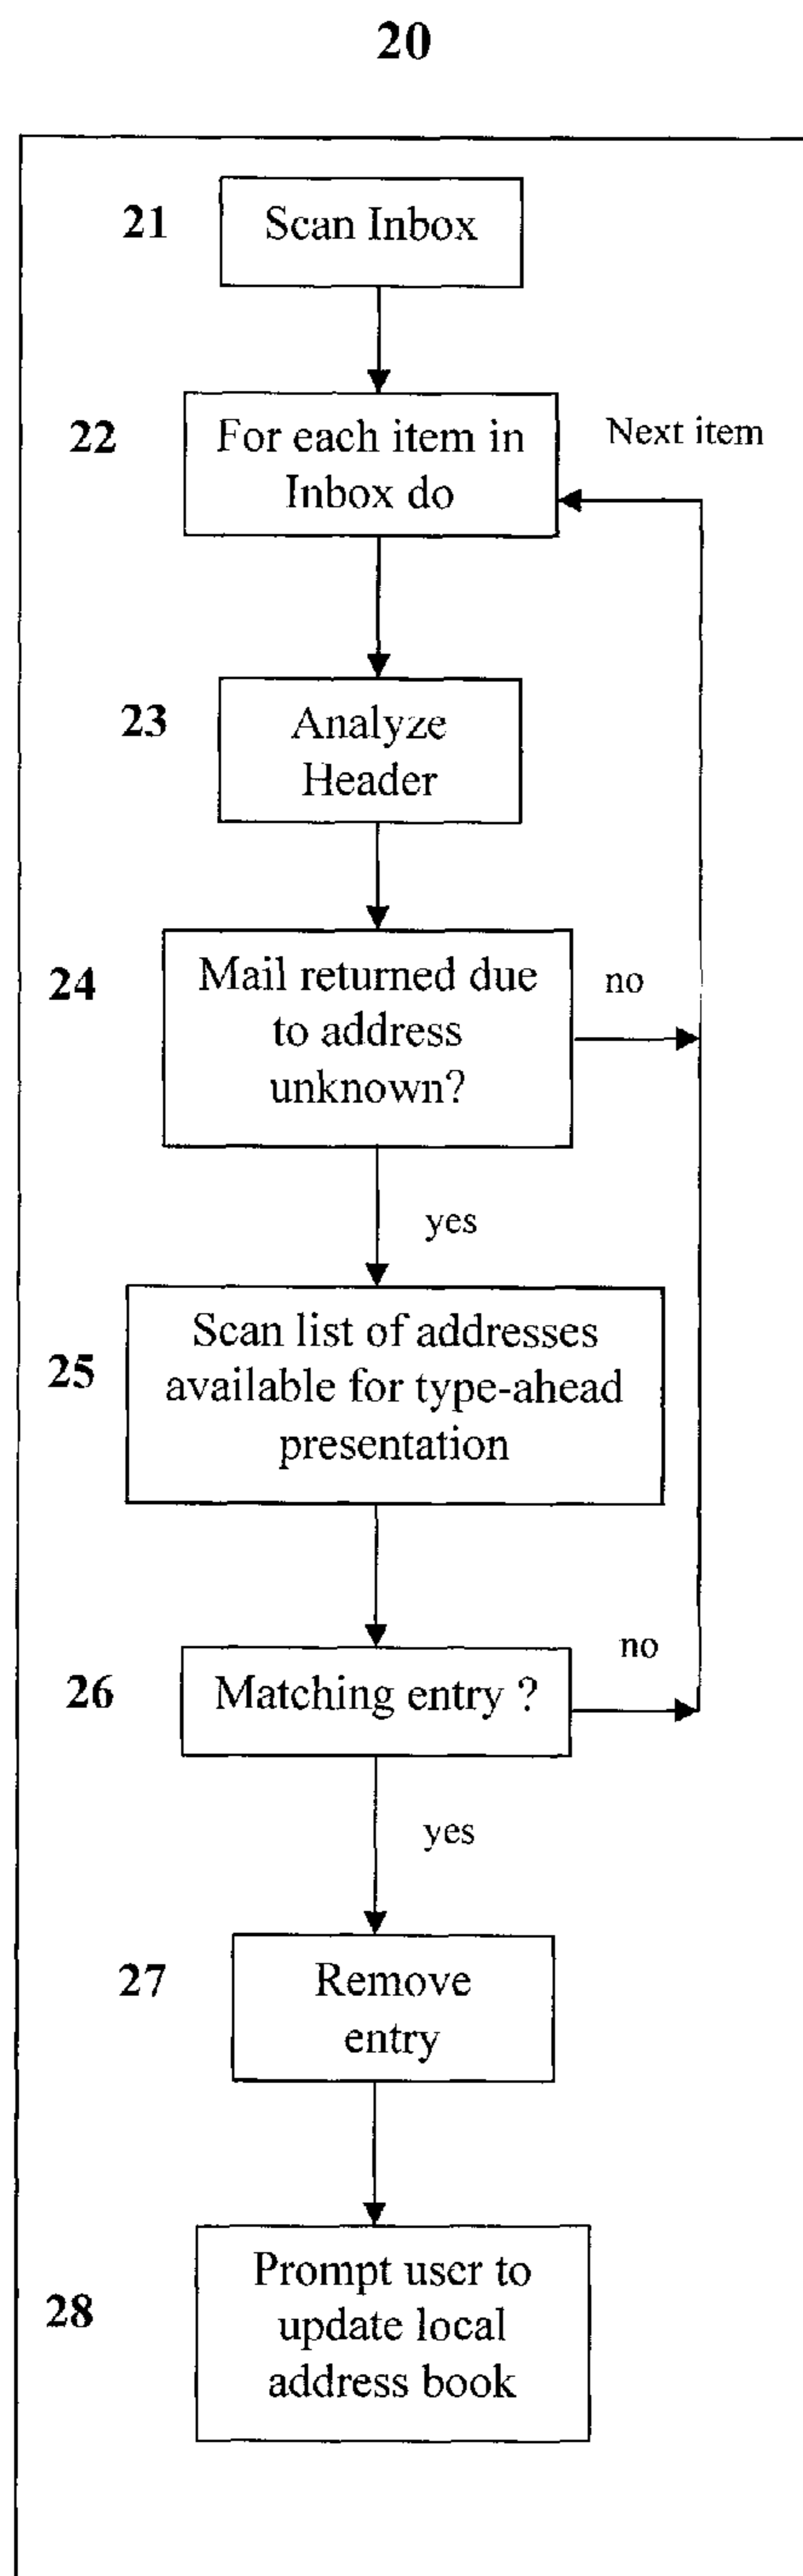 20
21
Scan Inbox
22
For each item in
Inbox do
Next item
23
Analyze
Header
24
Mail returned due
to address
unknown?
no
yes
25
Scan list of addresses
available for type-ahead
presentation
26
Matching entry ?
no
yes
27
Remove
entry
28
Prompt user to
update local
address book